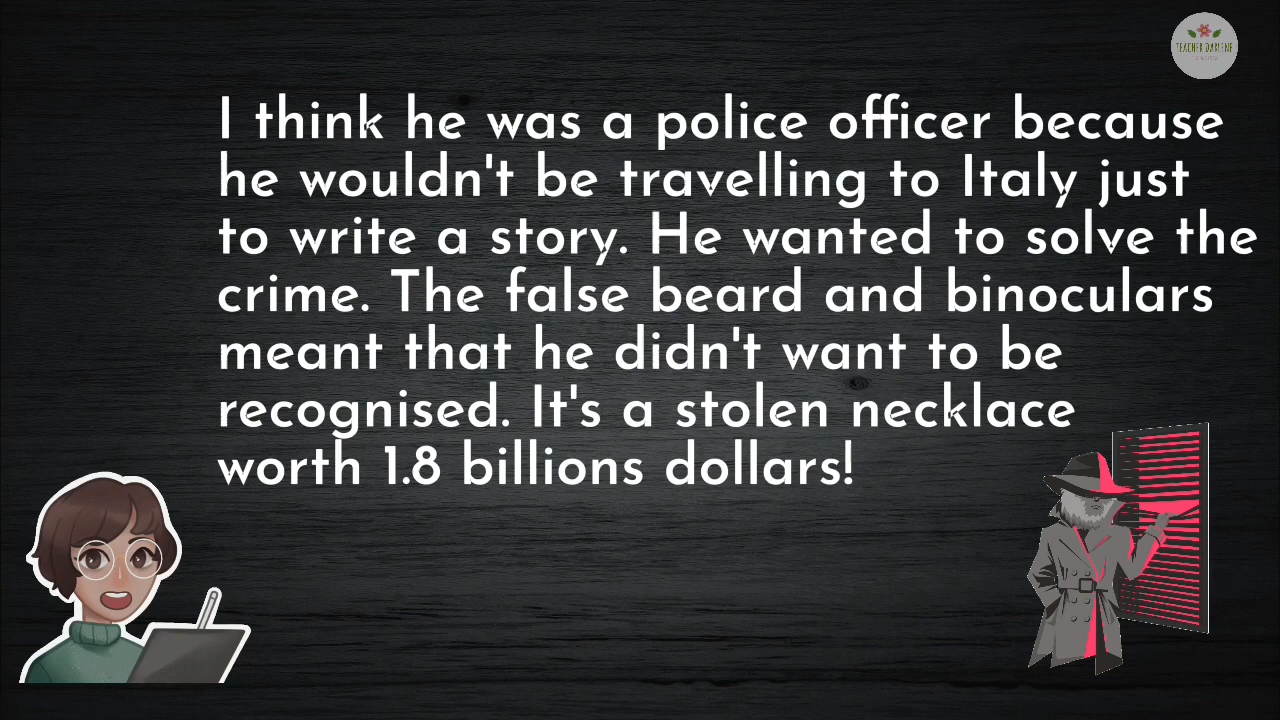 TEACHER DARLENE
I think he was a police officer because
he wouldn't be travelling to Italy just
to write a story. He wanted to solve the
crime. The false beard and binoculars
meant that he didn't want to be
recognised. It's a stolen necklace
worth 1.8 billions dollars!